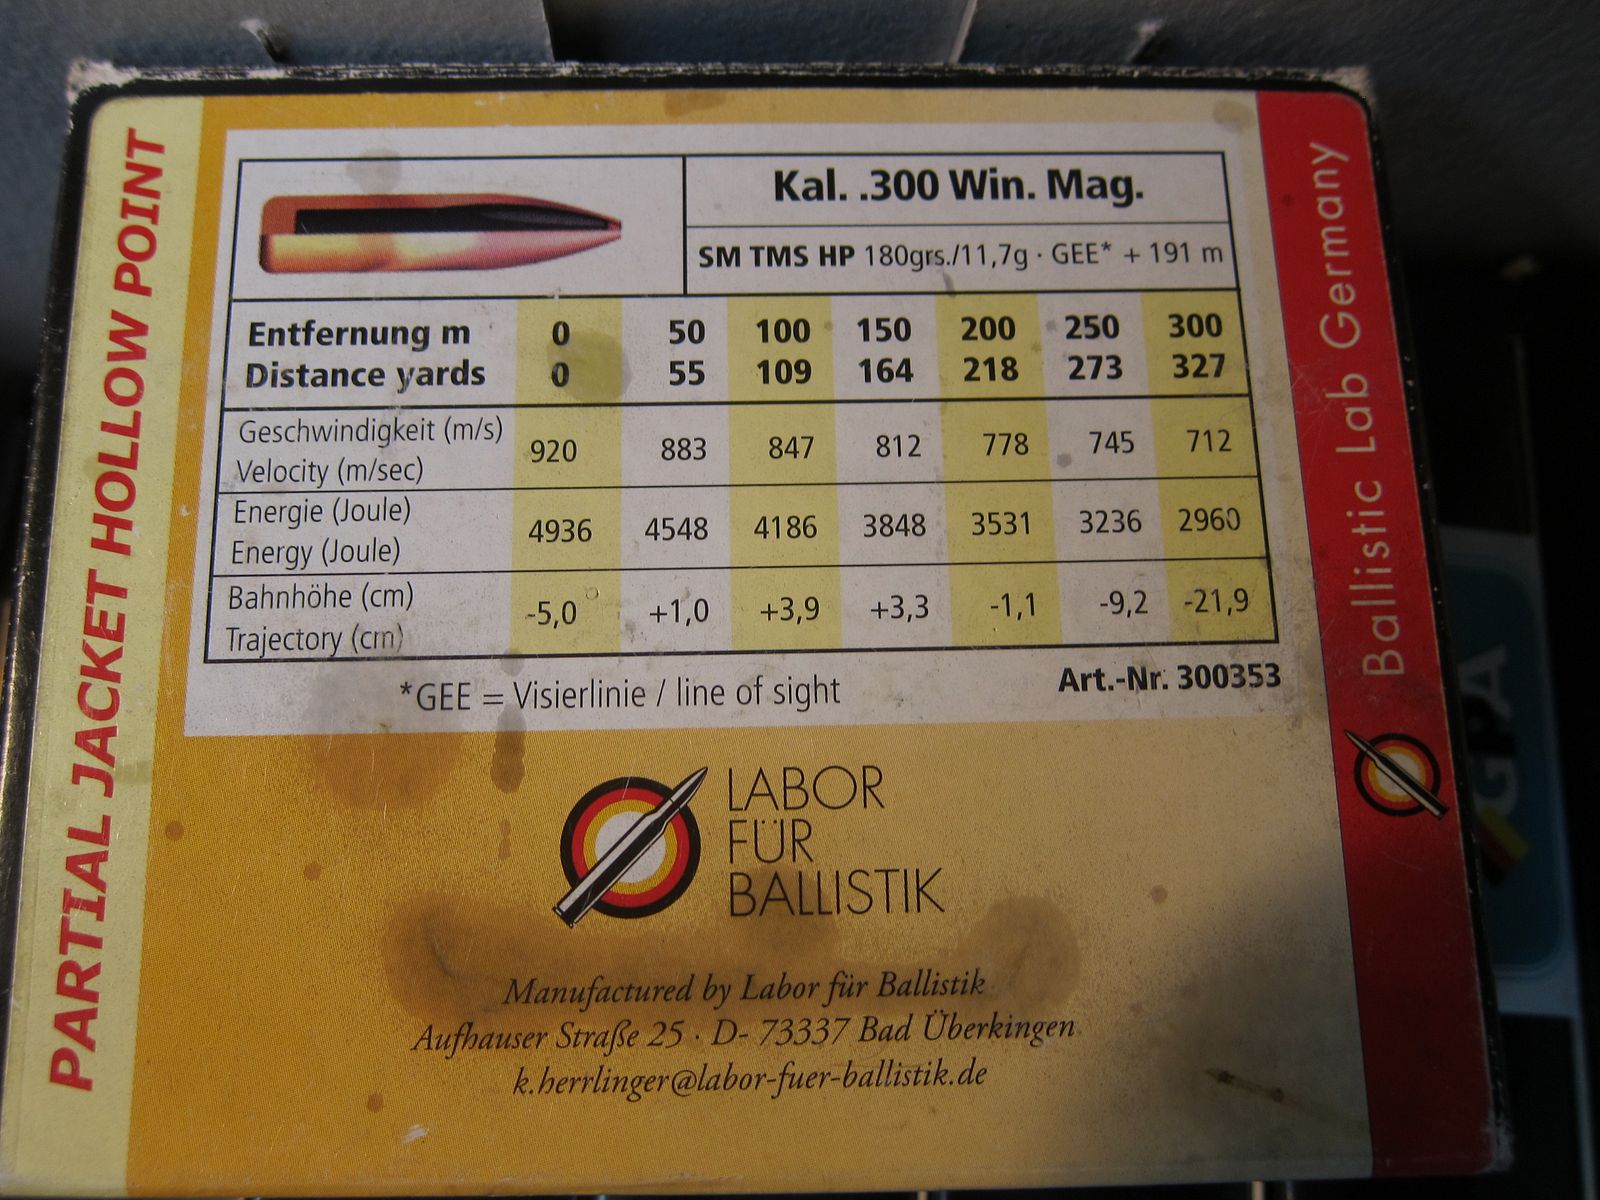 PARTIAL JACKET HOLLOW POINT
Kal. .300 Win. Mag.
SM TMS HP 180grs./11,7g · GEE* + 191 m
Entfernung m 0 50 100 150 200 250 300
Distance yards 0 55 109 164 218 273 327
Geschwindigkeit (m/s)
Velocity (m/sec) 920 883 847 812 778 745 712
Energie (Joule)
Energy (Joule) 4936 4548 4186 3848 3531 3236 2960
Bahnhöhe (cm)
Trajectory (cm) -5,0 +1,0 +3,9 +3,3 -1,1 -9,2 -21,9
*GEE = Visierlinie / line of sight
Art.-Nr. 300353
LABOR
FÜR
BALLISTIK
Manufactured by Labor für Ballistik
Aufhauser Straße 25 · D- 73337 Bad Überkingen
k.herrlinger@labor-fuer-ballistik.de
Ballistic Lab Germany